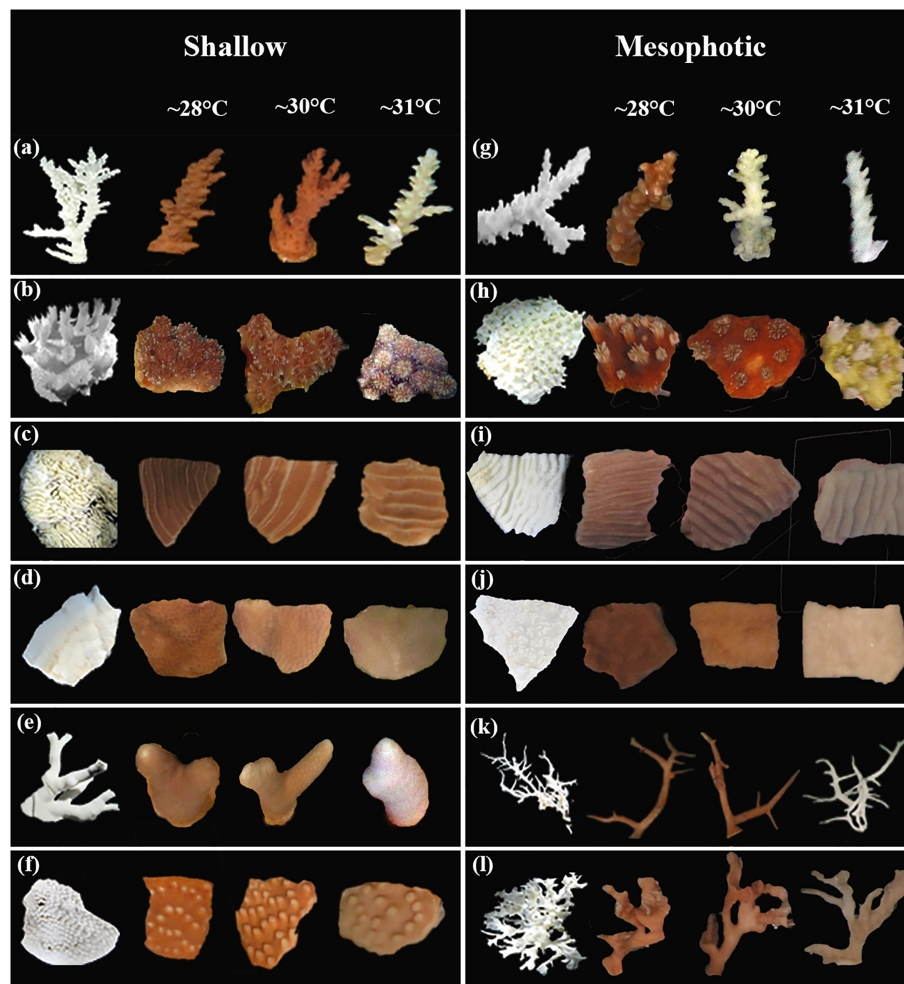 Shallow
Mesophotic
~28°C ~30°C ~31°C
~28°C ~30°C ~31°C
(a)
(g)
(b)
(h)
(c)
(i)
(d)
(j)
(e)
(k)
(f)
(l)